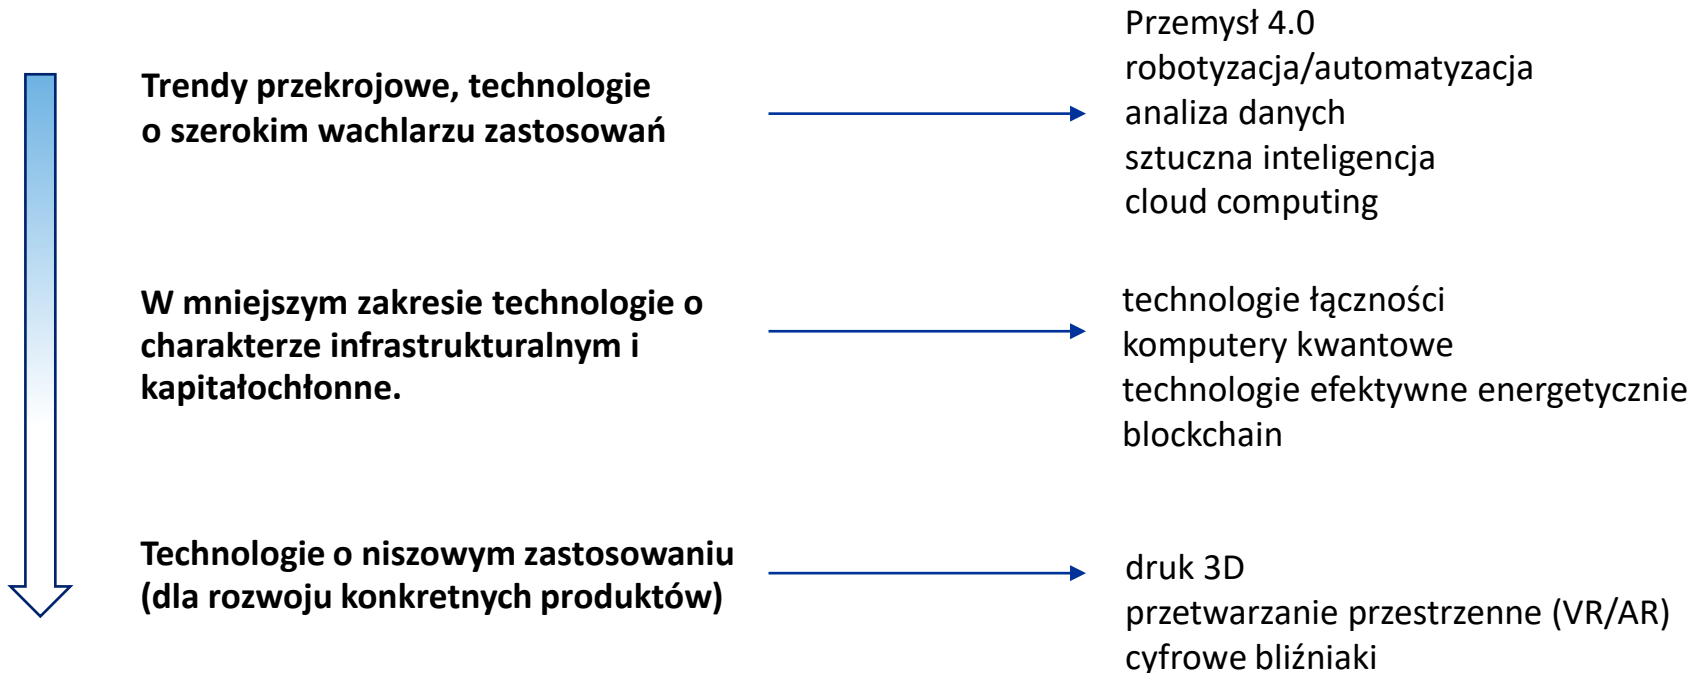 Trendy przekrojowe, technologie
o szerokim wachlarzu zastosowań
Przemysł 4.0
robotyzacja/automatyzacja
analiza danych
sztuczna inteligencja
cloud computing
W mniejszym zakresie technologie o
charakterze infrastrukturalnym i
kapitałochłonne.
technologie łączności
komputery kwantowe
technologie efektywne energetycznie
blockchain
Technologie o niszowym zastosowaniu
(dla rozwoju konkretnych produktów)
druk 3D
przetwarzanie przestrzenne (VR/AR)
cyfrowe bliźniaki